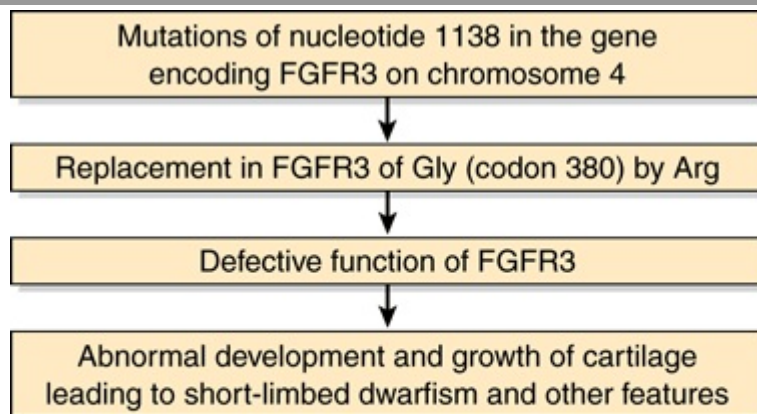 Mutations of nucleotide 1138 in the gene
encoding FGFR3 on chromosome 4
Replacement in FGFR3 of Gly (codon 380) by Arg
Defective function of FGFR3
Abnormal development and growth of cartilage
leading to short-limbed dwarfism and other features